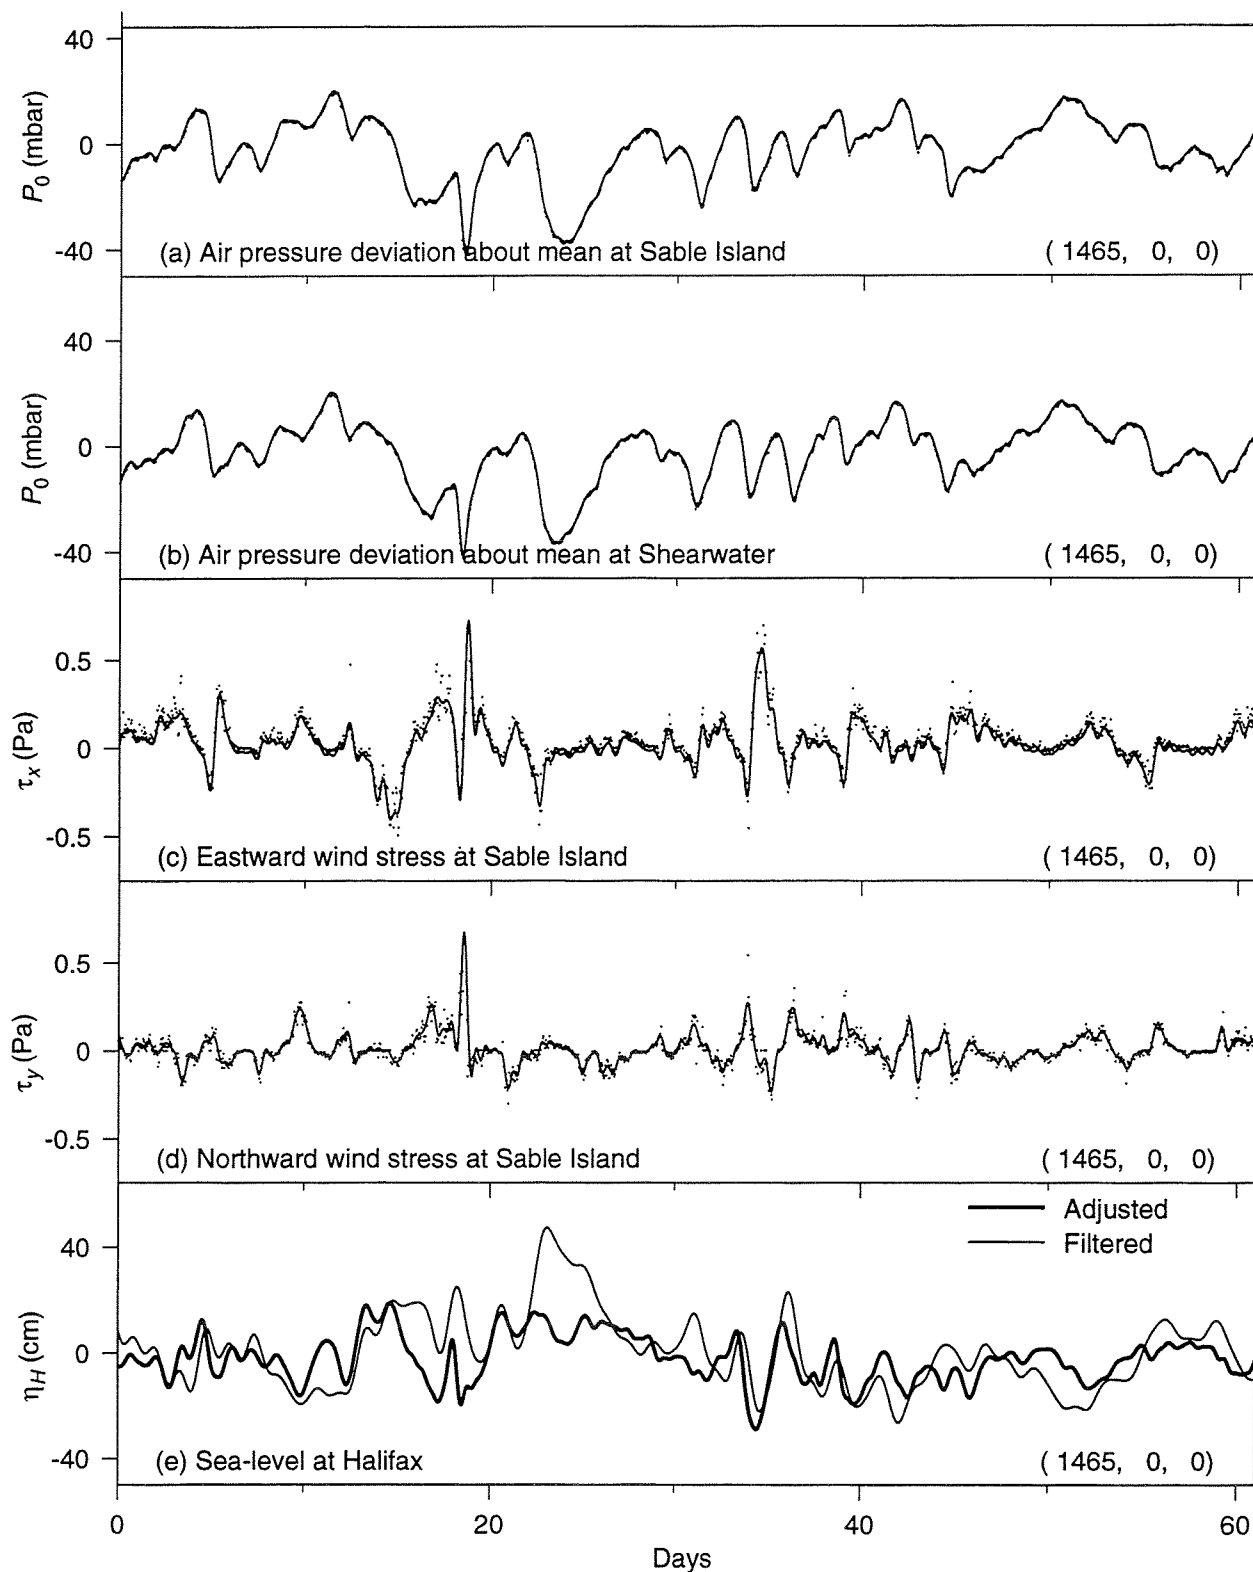 40
0
-40
P0 (mbar)
(a) Air pressure deviation about mean at Sable Island
( 1465, 0, 0)
40
0
-40
P0 (mbar)
(b) Air pressure deviation about mean at Shearwater
( 1465, 0, 0)
0.5
0
-0.5
τx (Pa)
(c) Eastward wind stress at Sable Island
( 1465, 0, 0)
0.5
0
-0.5
τy (Pa)
(d) Northward wind stress at Sable Island
( 1465, 0, 0)
Adjusted
Filtered
40
0
-40
ηH (cm)
(e) Sea-level at Halifax
( 1465, 0, 0)
0 20 40 60
Days